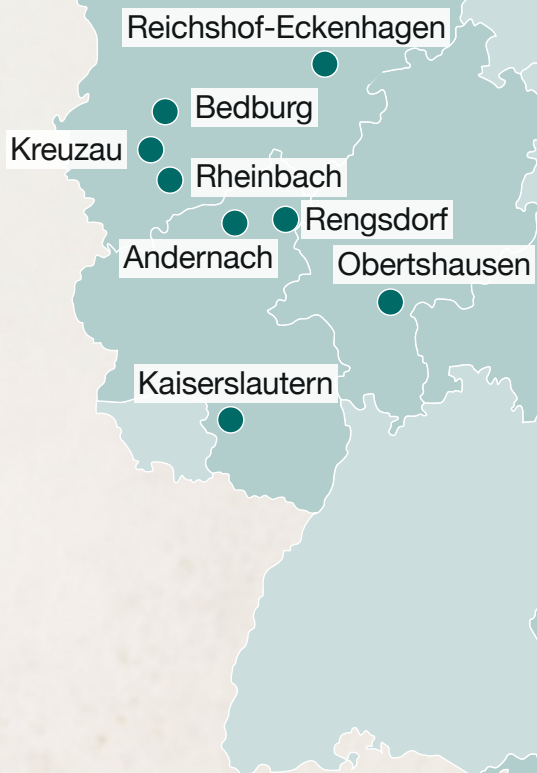 Reichshof-Eckenhagen
Bedburg
Kreuzau
Rheinbach
Rengsdorf
Andernach
Obertshausen
Kaiserslautern